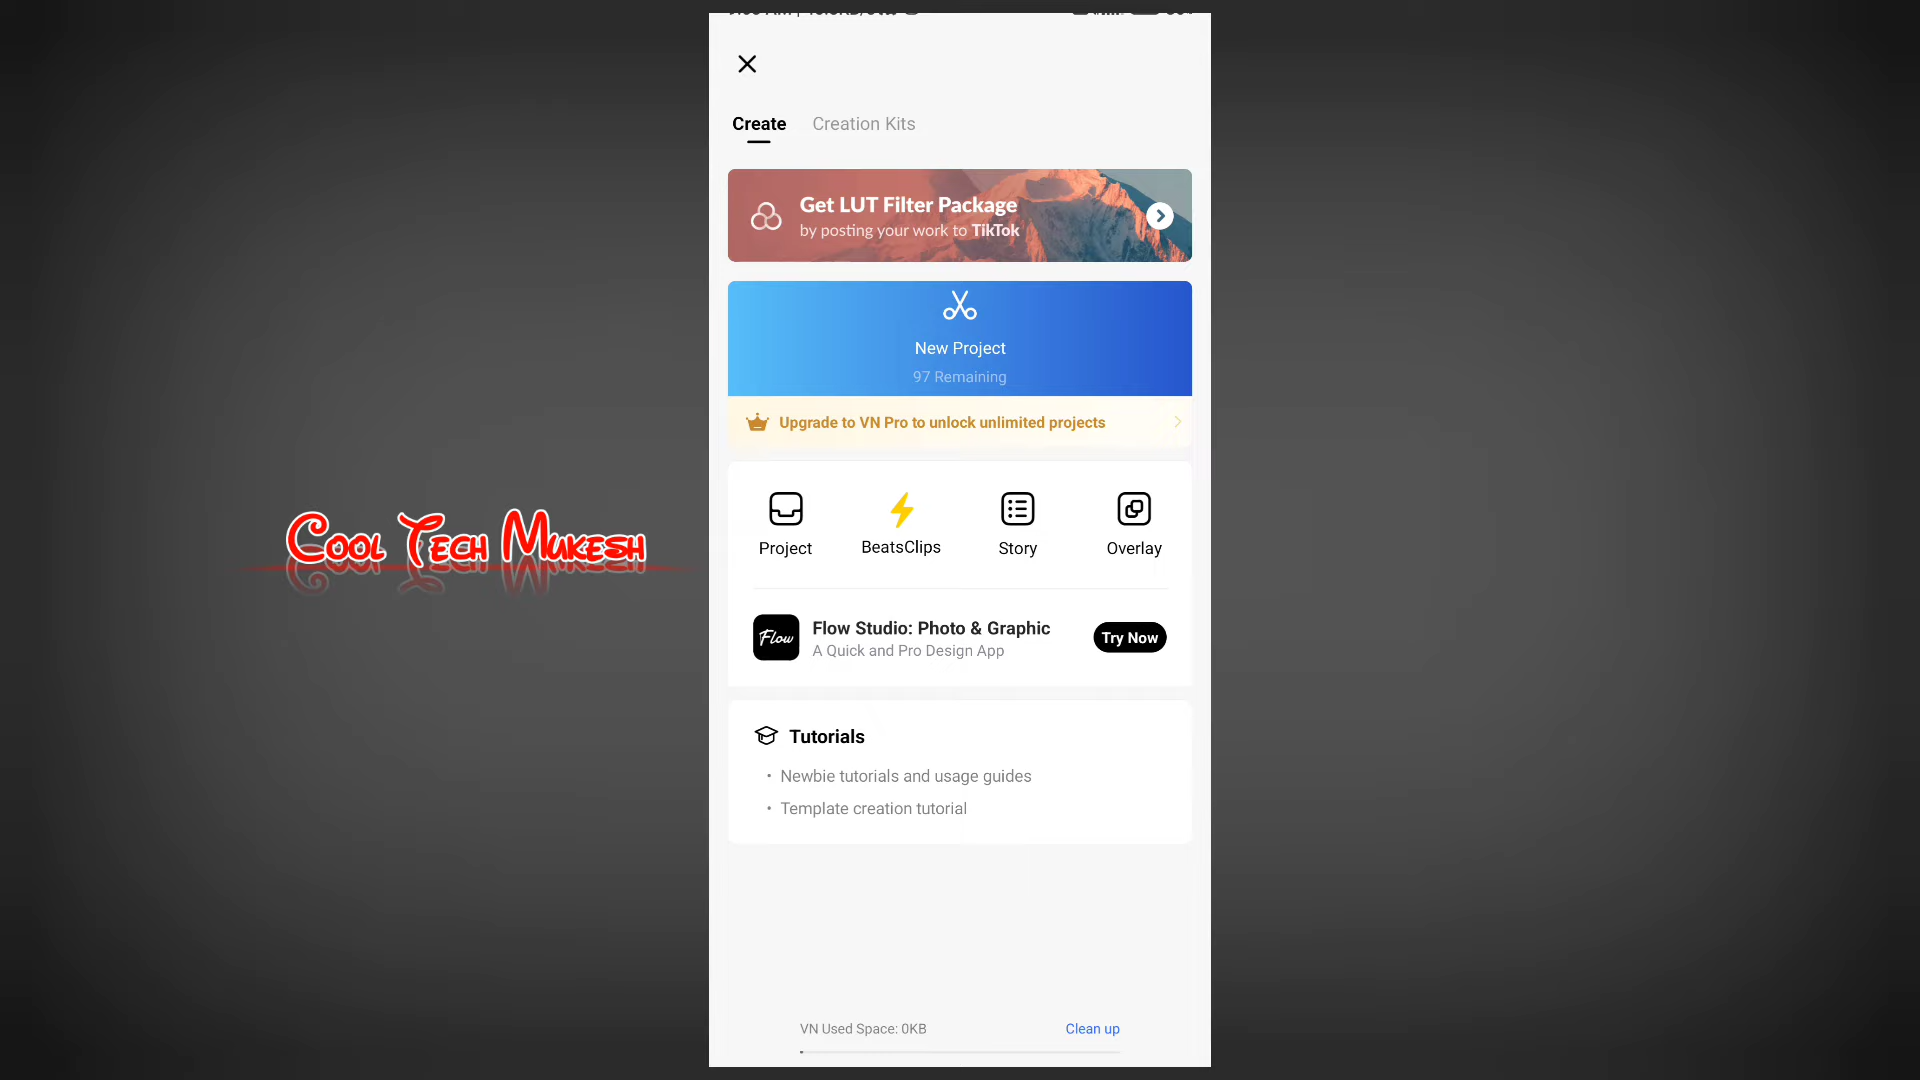 Create Creation Kits
Get LUT Filter Package
by posting your work to TikTok
New Project
97 Remaining
Upgrade to VN Pro to unlock unlimited projects
Cool Tech Mukesh
Project BeatsClips Story Overlay
Flow
Flow Studio: Photo & Graphic
A Quick and Pro Design App
Try Now
Tutorials
• Newbie tutorials and usage guides
• Template creation tutorial
VN Used Space: 0KB Clean up